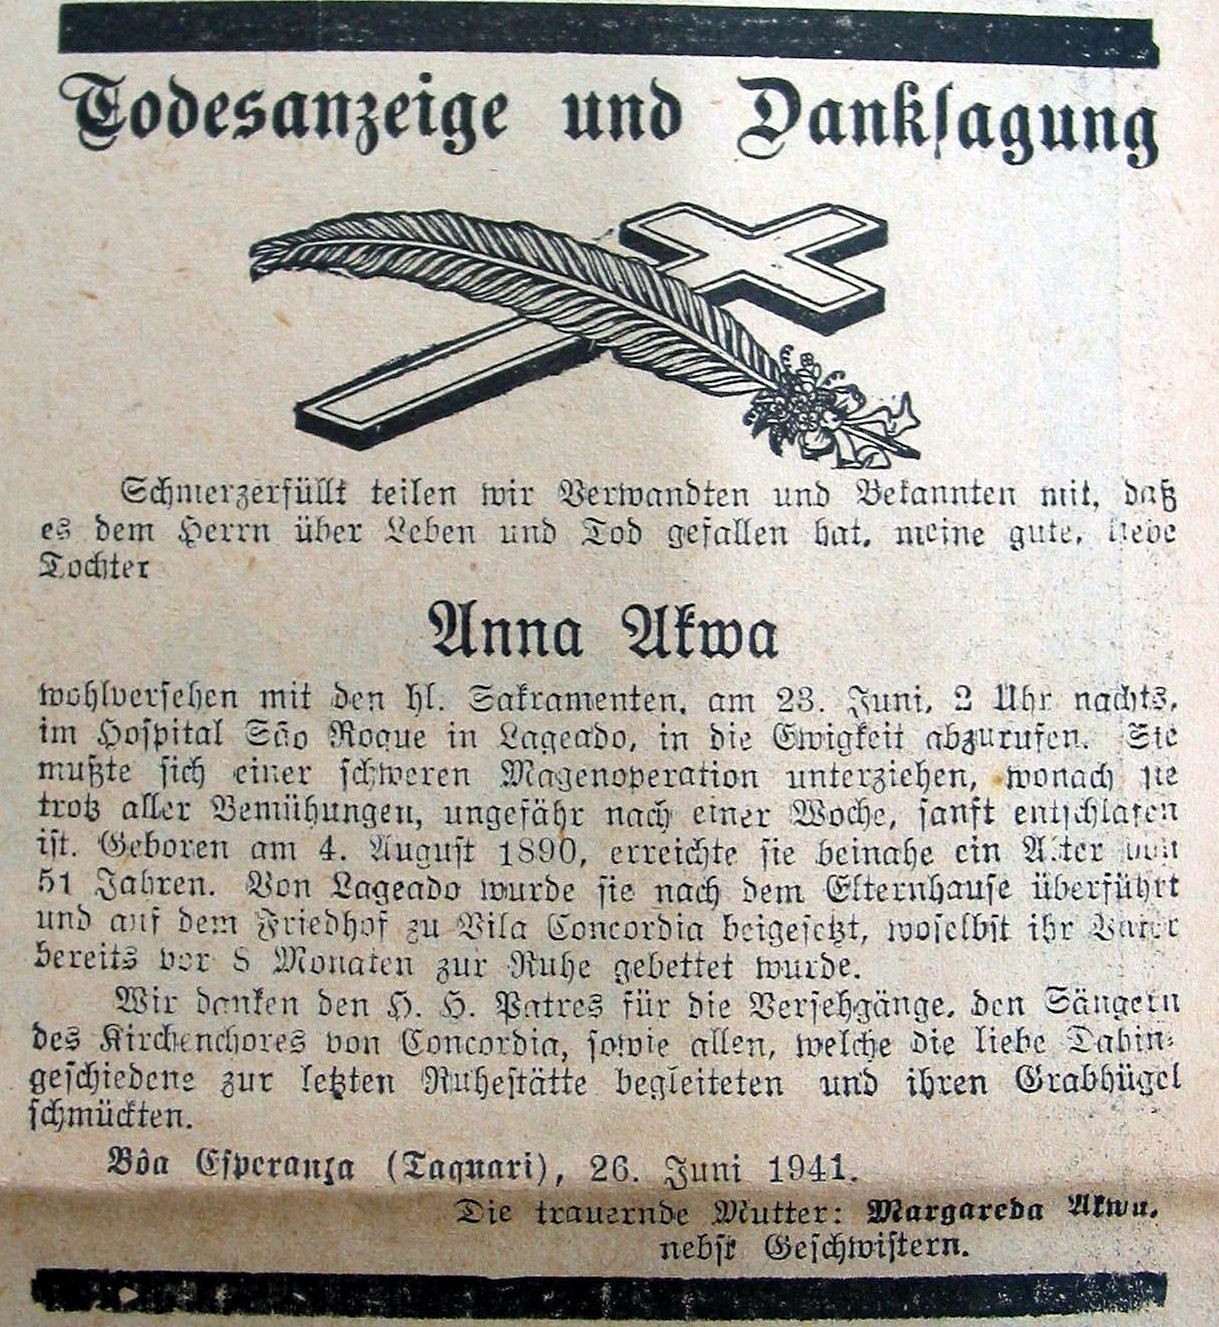 Todesanzeige und Danksagung
Schmerzerfüllt teilen wir Verwandten und Bekannten mit, daß
es dem Herrn über Leben und Tod gefallen hat, meine gute, liebe
Tochter
Anna Akwa
wohlversehen mit den hl. Sakramenten, am 23. Juni, 2 Uhr nachts,
im Hospital São Roque in Lageado, in die Ewigkeit abzurufen. Sie
mußte sich einer schweren Magenoperation unterziehen, wonach sie
trotz aller Bemühungen, ungefähr nach einer Woche, sanft entschlafen
ist. Geboren am 4. August 1890, erreichte sie beinahe ein Alter von
51 Jahren. Von Lageado wurde sie nach dem Elternhause überführt
und auf dem Friedhof zu Vila Concordia beigesetzt, woselbst ihr Vater
bereits vor 8 Monaten zur Ruhe gebettet wurde.
Wir danken den H. H. Patres für die Versehgänge, den Sängern
des Kirchenchores von Concordia, sowie allen, welche die liebe Dahin-
geschiedene zur letzten Ruhestätte begleiteten und ihren Grabhügel
schmückten.
Bôa Esperança (Taquari), 26. Juni 1941.
Die trauernde Mutter: Margareda Akwa,
nebst Geschwistern.